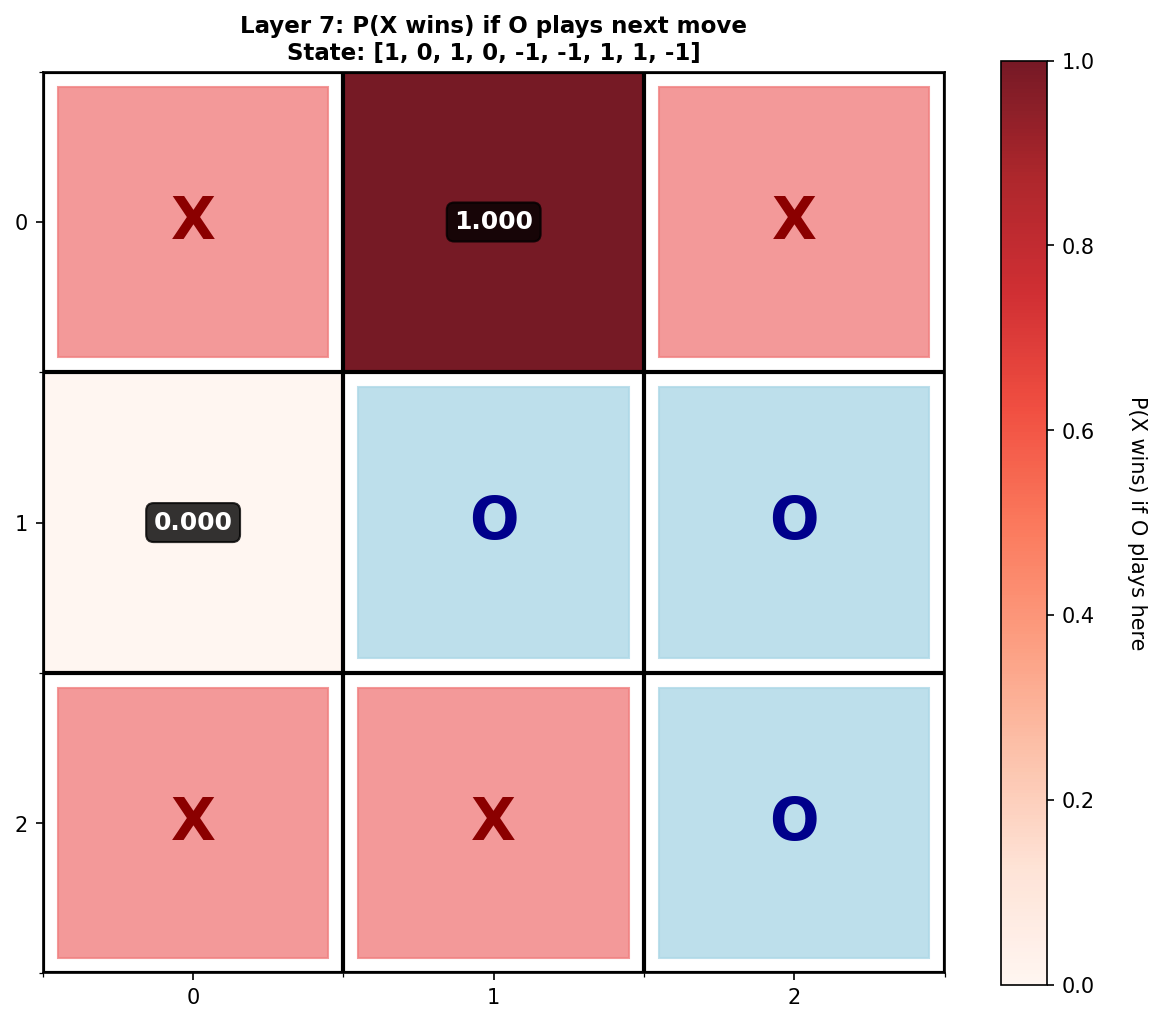 Layer 7: P(X wins) if O plays next move
State: [1, 0, 1, 0, -1, -1, 1, 1, -1]
X
1.000
X
0.000
O
O
X
X
O
0
1
2
0
1
2
1.0
0.8
0.6
0.4
0.2
0.0
P(X wins) if O plays here